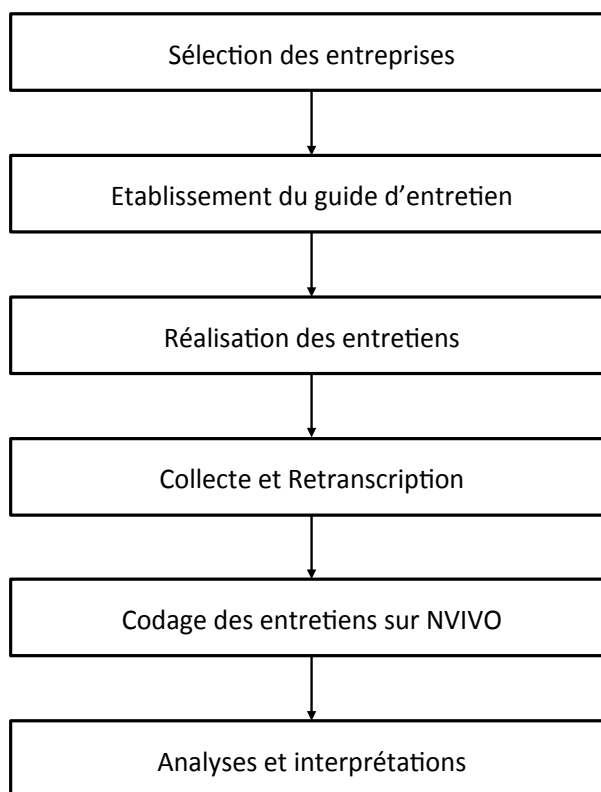 Sélection des entreprises
Etablissement du guide d’entretien
Réalisation des entretiens
Collecte et Retranscription
Codage des entretiens sur NVIVO
Analyses et interprétations